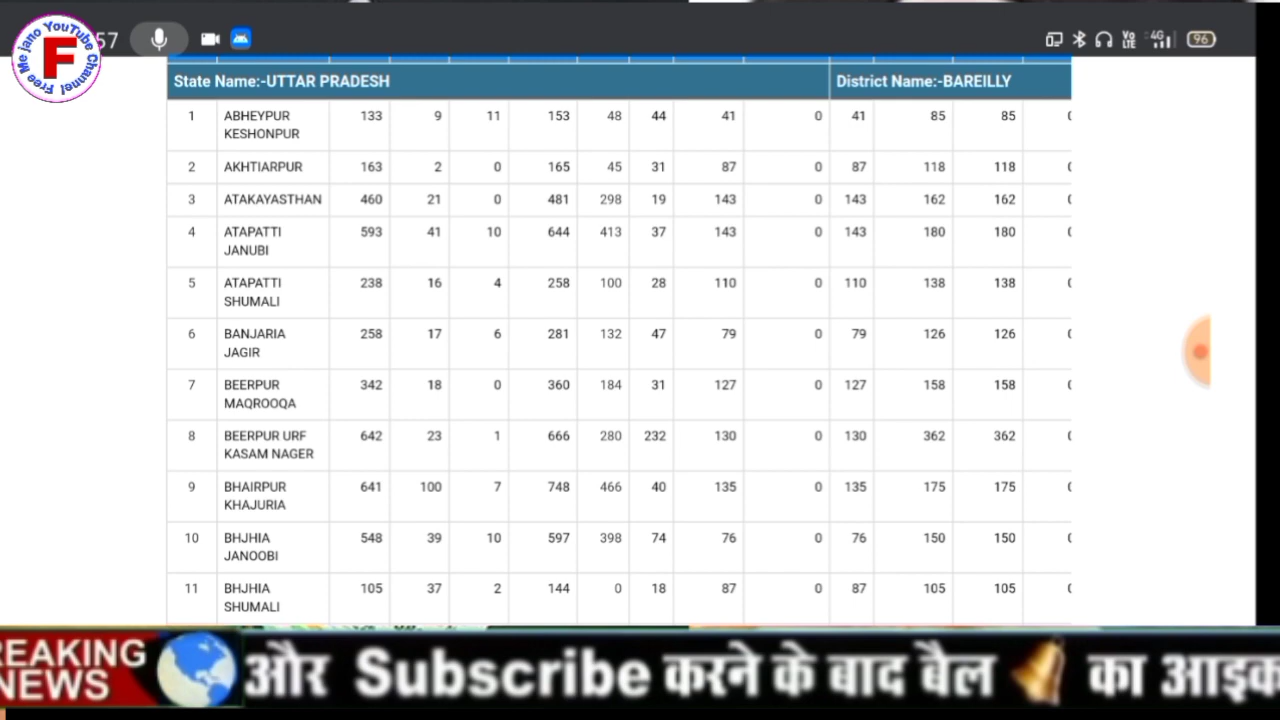 Free Me jano YouTube Channel
F
57
Vo LTE
4G
96
State Name:-UTTAR PRADESH District Name:-BAREILLY
1 ABHEYPUR 133 9 11 153 48 44 41 0 41 85 85
KESHONPUR
2 AKHTIARPUR 163 2 0 165 45 31 87 0 87 118 118
3 ATAKAYASTHAN 460 21 0 481 298 19 143 0 143 162 162
4 ATAPATTI 593 41 10 644 413 37 143 0 143 180 180
JANUBI
5 ATAPATTI 238 16 4 258 100 28 110 0 110 138 138
SHUMALI
6 BANJARIA 258 17 6 281 132 47 79 0 79 126 126
JAGIR
7 BEERPUR 342 18 0 360 184 31 127 0 127 158 158
MAQROOQA
8 BEERPUR URF 642 23 1 666 280 232 130 0 130 362 362
KASAM NAGER
9 BHAIRPUR 641 100 7 748 466 40 135 0 135 175 175
KHAJURIA
10 BHJHIA 548 39 10 597 398 74 76 0 76 150 150
JANOOBI
11 BHJHIA 105 37 2 144 0 18 87 0 87 105 105
SHUMALI
REAKING
NEWS
और Subscribe करने के बाद बैल का आइक